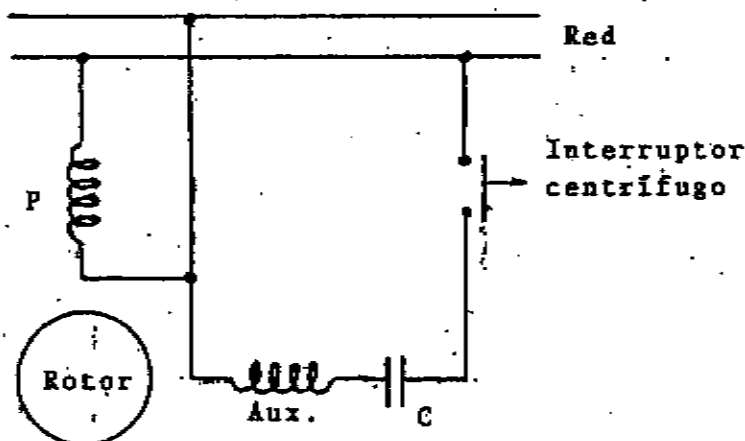 Red
Interruptor
centrífugo
P
Rotor
Aux.
C